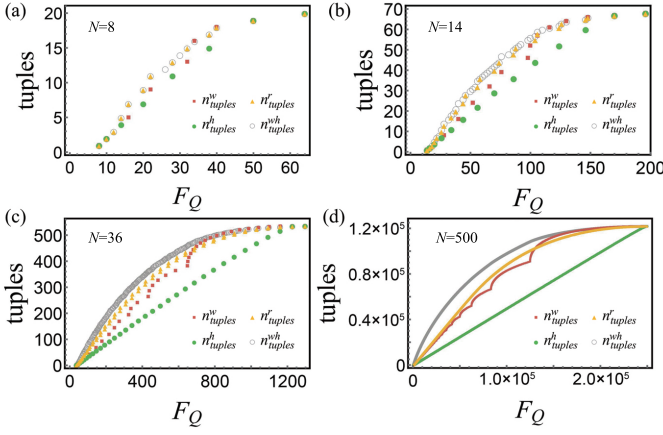 (a)
N=8
tuples
20
15
10
5
0
n^w_tuples n^r_tuples
n^h_tuples n^wh_tuples
0 10 20 30 40 50 60
F_Q
(b)
N=14
tuples
70
60
50
40
30
20
10
0
n^w_tuples n^r_tuples
n^h_tuples n^wh_tuples
0 50 100 150 200
F_Q
(c)
N=36
tuples
500
400
300
200
100
0
n^w_tuples n^r_tuples
n^h_tuples n^wh_tuples
0 400 800 1200
F_Q
(d)
N=500
tuples
1.2×10^5
0.8×10^5
0.4×10^5
0
n^w_tuples n^r_tuples
n^h_tuples n^wh_tuples
0 1.0×10^5 2.0×10^5
F_Q